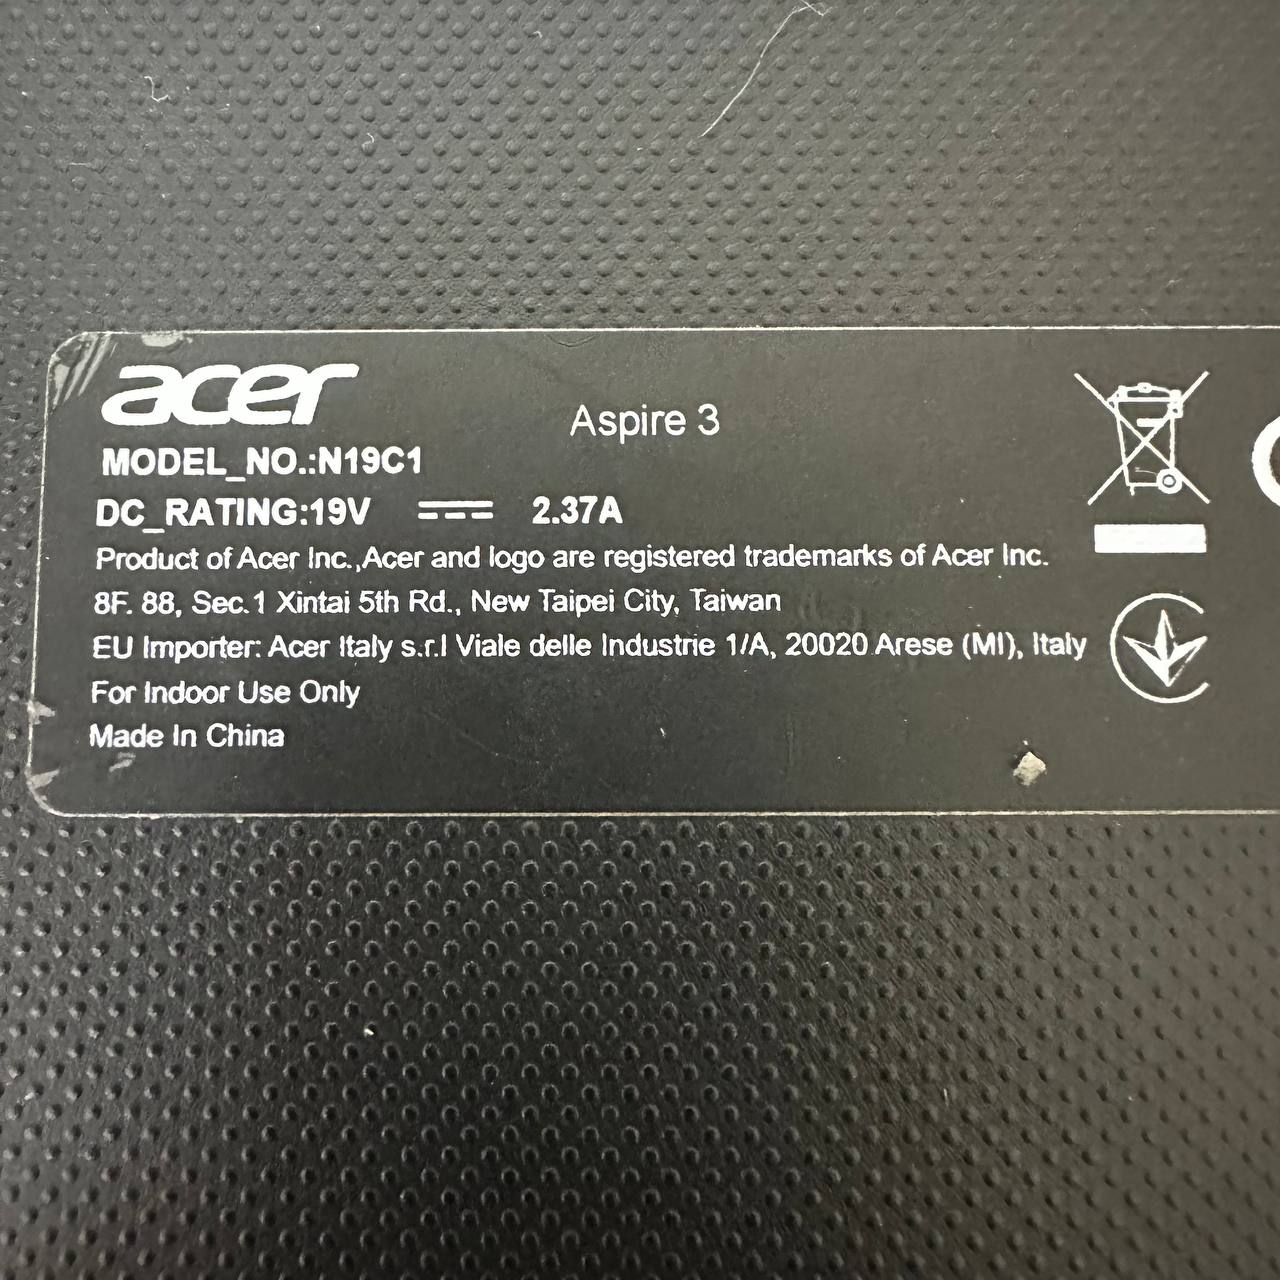 acer
Aspire 3
MODEL_NO.:N19C1
DC_RATING:19V 2.37A
Product of Acer Inc.,Acer and logo are registered trademarks of Acer Inc.
8F. 88, Sec.1 Xintai 5th Rd., New Taipei City, Taiwan
EU Importer: Acer Italy s.r.l Viale delle Industrie 1/A, 20020 Arese (MI), Italy
For Indoor Use Only
Made In China